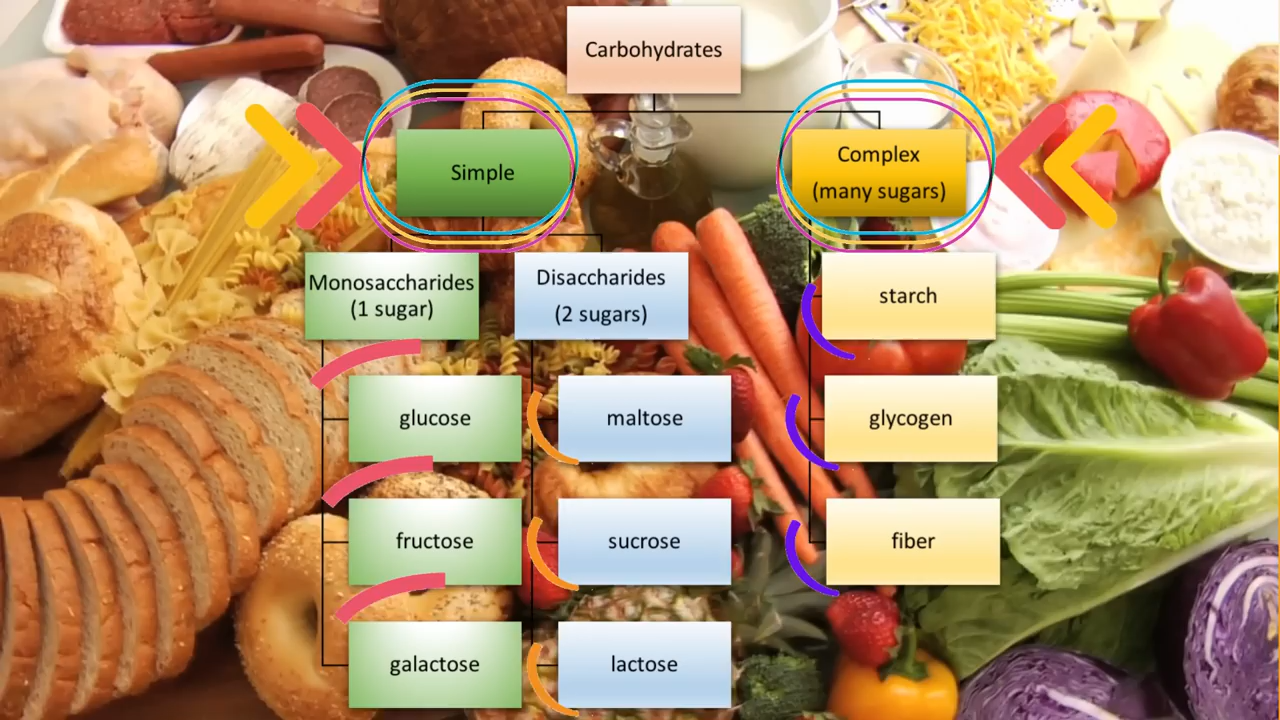 Carbohydrates
Simple
Complex
(many sugars)
Monosaccharides
(1 sugar)
Disaccharides
(2 sugars)
starch
glucose
maltose
glycogen
fructose
sucrose
fiber
galactose
lactose